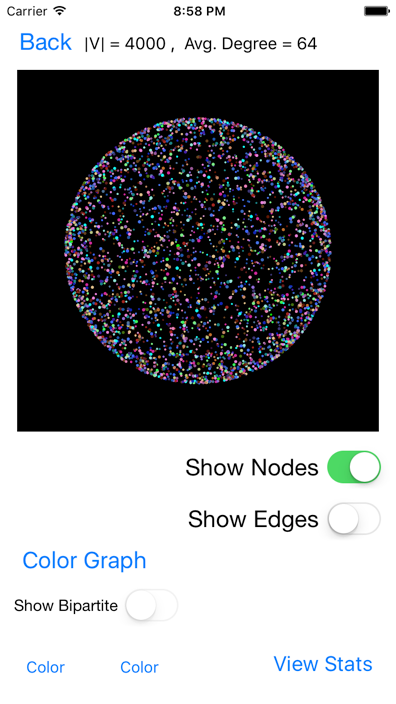 Carrier 8:58 PM
Back |V| = 4000 , Avg. Degree = 64
Show Nodes
Show Edges
Color Graph
Show Bipartite
Color Color View Stats